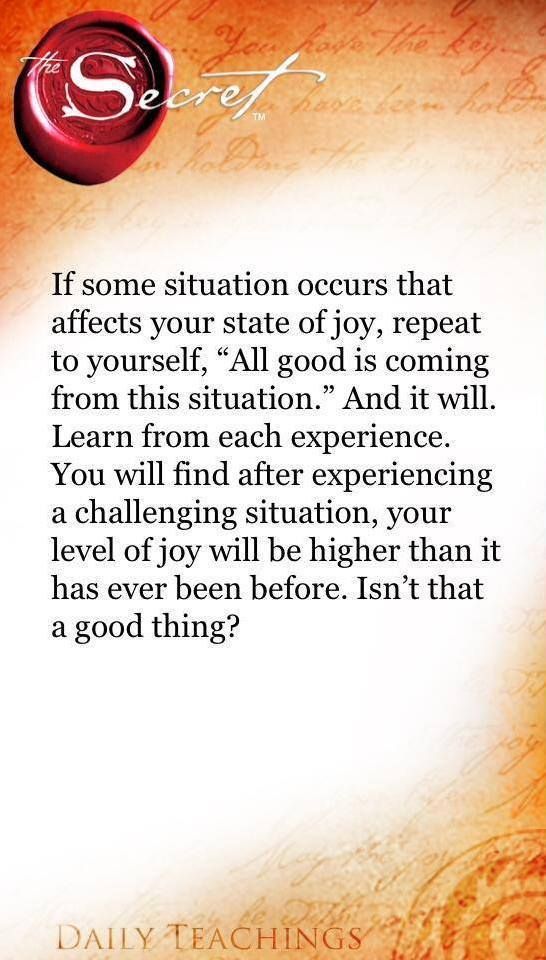 the Secret™
If some situation occurs that
affects your state of joy, repeat
to yourself, “All good is coming
from this situation.” And it will.
Learn from each experience.
You will find after experiencing
a challenging situation, your
level of joy will be higher than it
has ever been before. Isn’t that
a good thing?
DAILY TEACHINGS